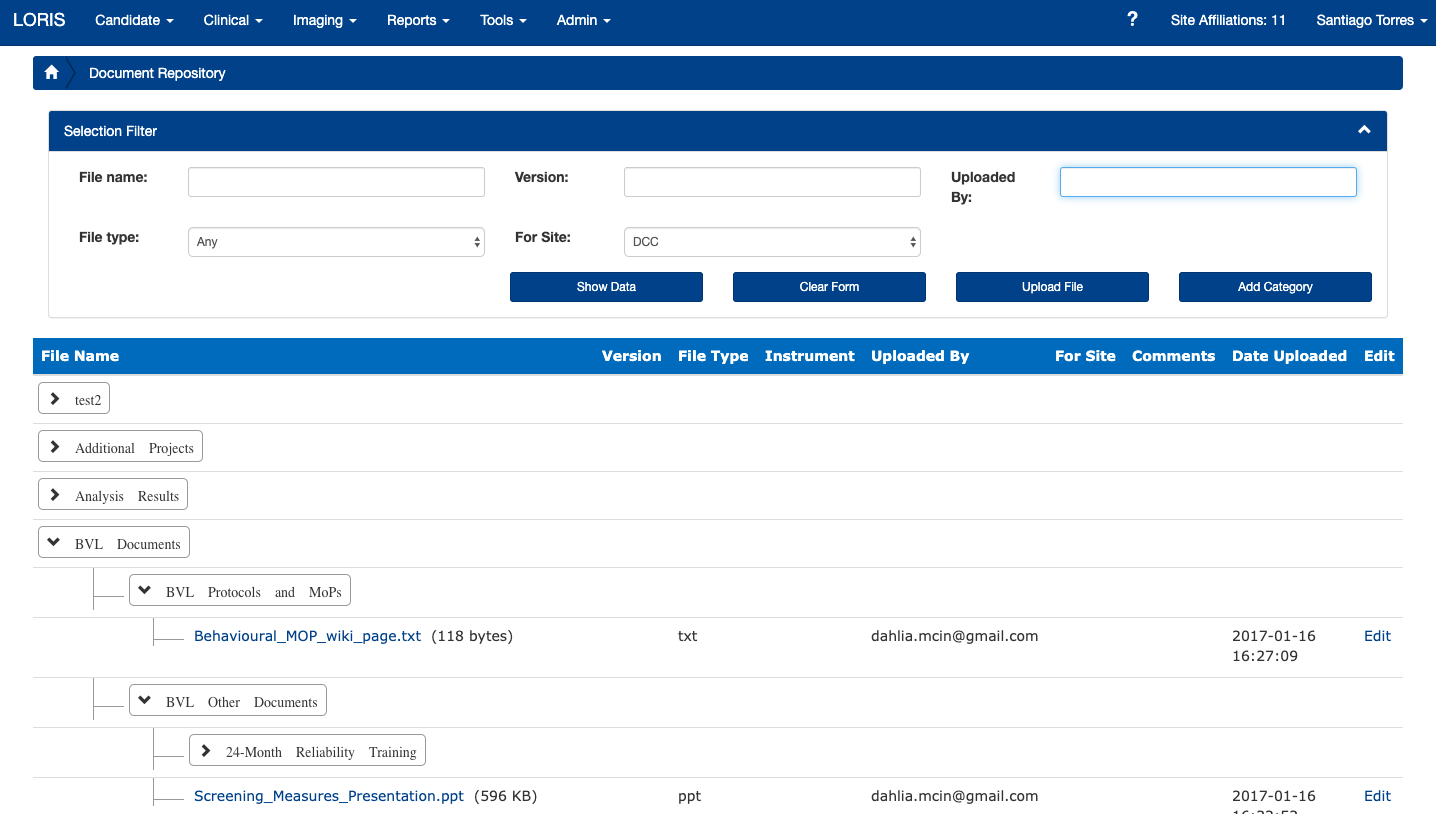 LORIS Candidate Clinical Imaging Reports Tools Admin ? Site Affiliations: 11 Santiago Torres
Document Repository
Selection Filter
File name: Version: Uploaded
By:
File type: Any For Site: DCC
Show Data Clear Form Upload File Add Category
File Name Version File Type Instrument Uploaded By For Site Comments Date Uploaded Edit
test2
Additional Projects
Analysis Results
BVL Documents
BVL Protocols and MoPs
Behavioural_MOP_wiki_page.txt (118 bytes) txt dahlia.mcin@gmail.com 2017-01-16 Edit
16:27:09
BVL Other Documents
24-Month Reliability Training
Screening_Measures_Presentation.ppt (596 KB) ppt dahlia.mcin@gmail.com 2017-01-16 Edit